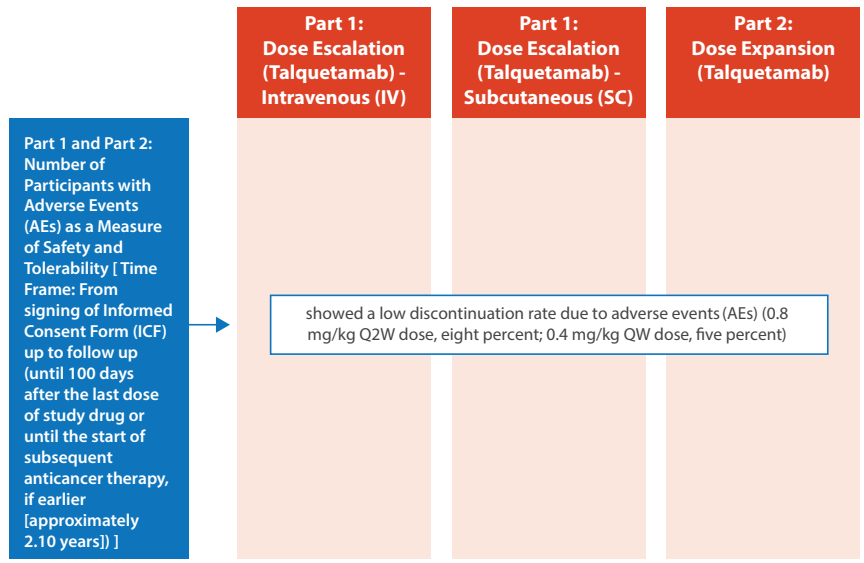 Part 1:
Dose Escalation
(Talquetamab) -
Intravenous (IV)
Part 1:
Dose Escalation
(Talquetamab) -
Subcutaneous (SC)
Part 2:
Dose Expansion
(Talquetamab)
Part 1 and Part 2:
Number of
Participants with
Adverse Events
(AEs) as a Measure
of Safety and
Tolerability [ Time
Frame: From
signing of Informed
Consent Form (ICF)
up to follow up
(until 100 days
after the last dose
of study drug or
until the start of
subsequent
anticancer therapy,
if earlier
[approximately
2.10 years]) ]
showed a low discontinuation rate due to adverse events (AEs) (0.8
mg/kg Q2W dose, eight percent; 0.4 mg/kg QW dose, five percent)